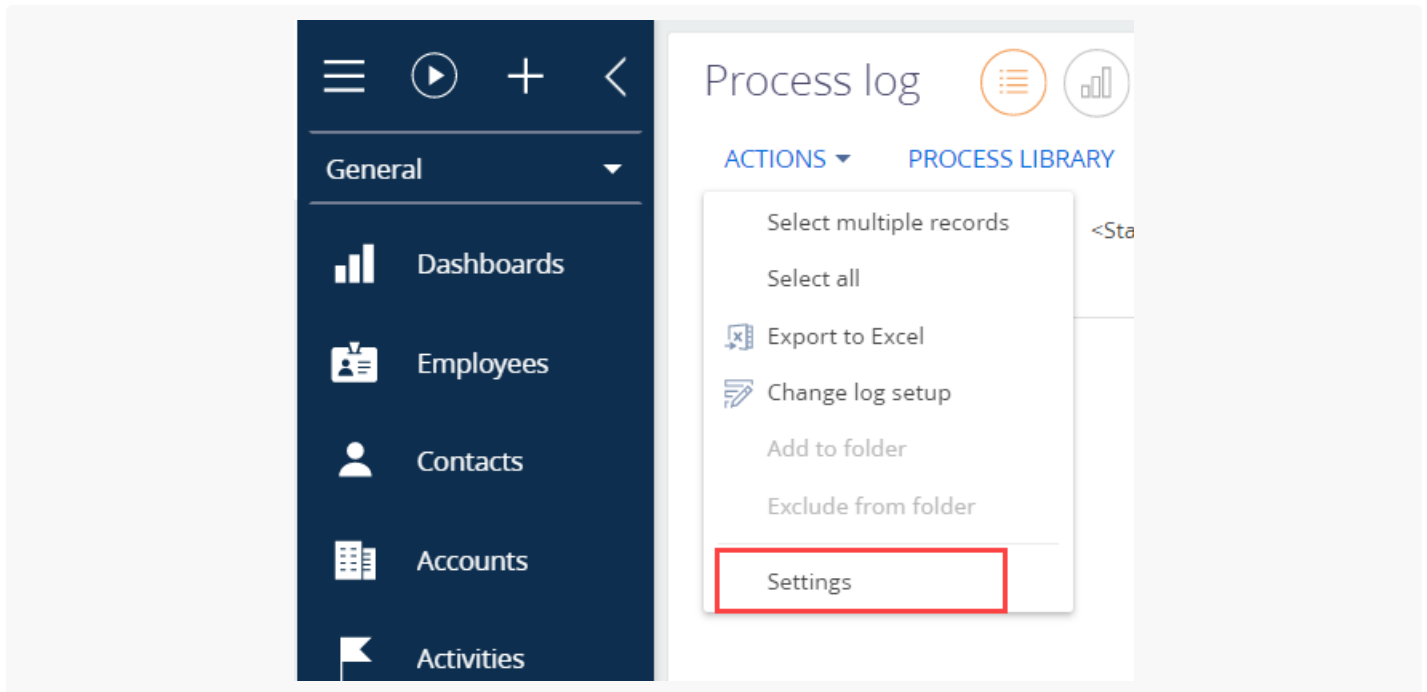 Process log
General
ACTIONS PROCESS LIBRARY
Select multiple records
<Sta
Select all
Dashboards
Export to Excel
Employees
Change log setup
Add to folder
Contacts
Exclude from folder
Accounts
Settings
Activities